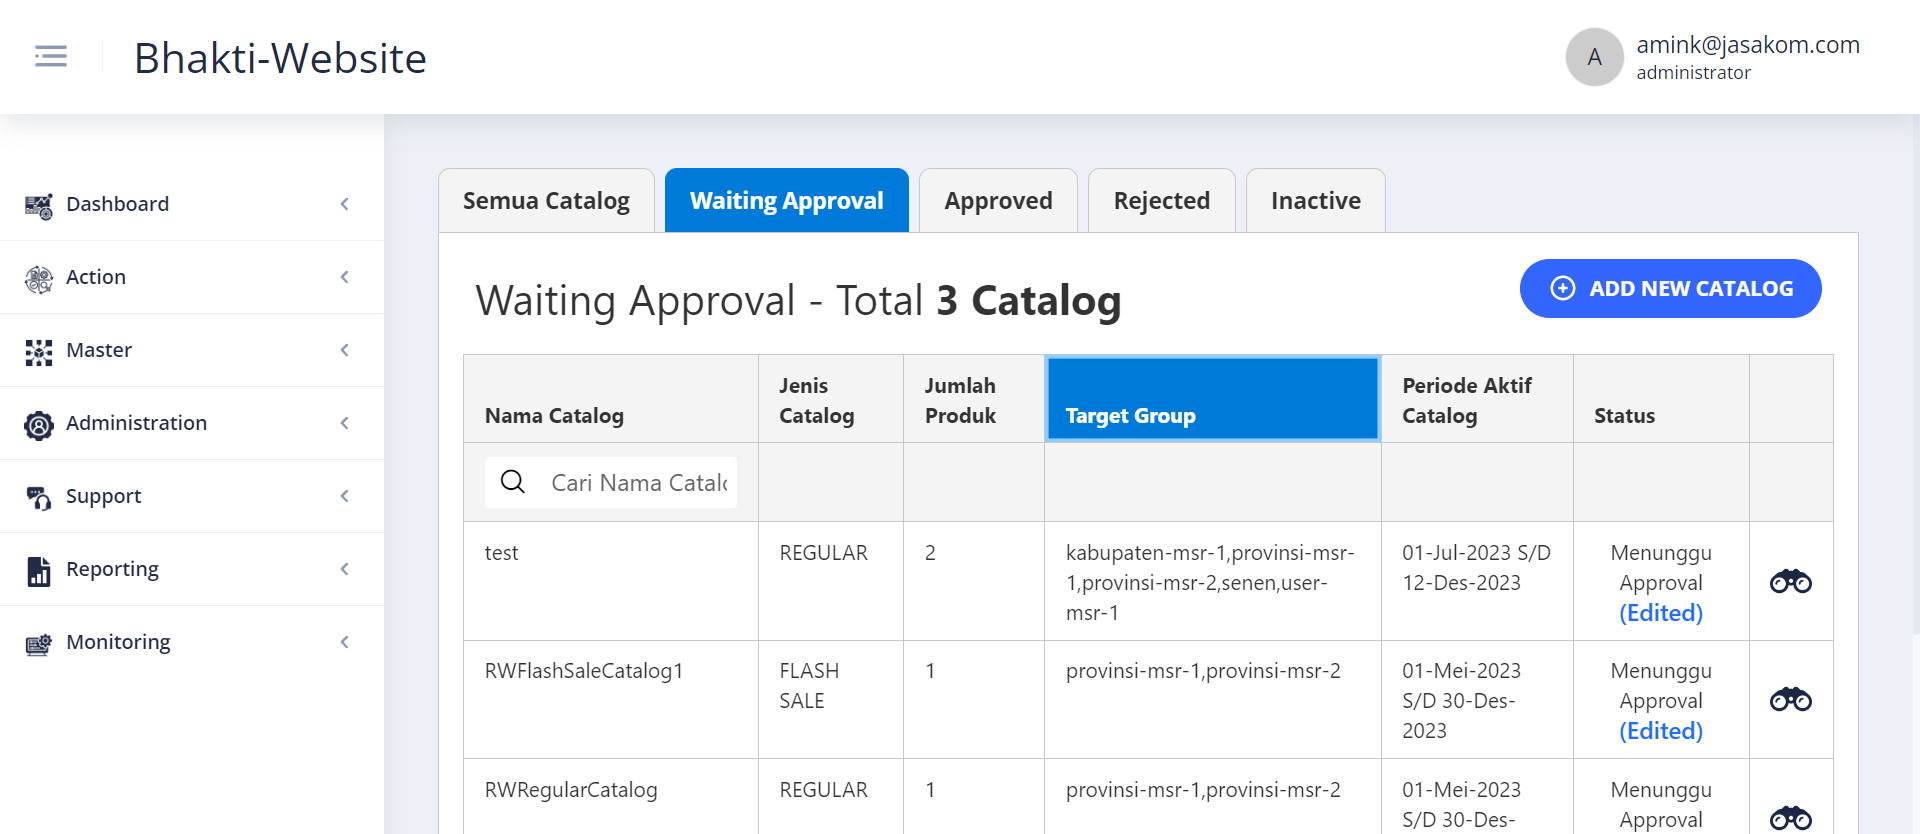 Bhakti-Website
A
amink@jasakom.com
administrator
Dashboard
Action
Master
Administration
Support
Reporting
Monitoring
Semua Catalog
Waiting Approval
Approved
Rejected
Inactive
Waiting Approval - Total 3 Catalog
ADD NEW CATALOG
Nama Catalog
Jenis
Catalog
Jumlah
Produk
Target Group
Periode Aktif
Catalog
Status
Cari Nama Catalo
test
REGULAR
2
kabupaten-msr-1,provinsi-msr-
1,provinsi-msr-2,senen,user-
msr-1
01-Jul-2023 S/D
12-Des-2023
Menunggu
Approval
(Edited)
RWFlashSaleCatalog1
FLASH
SALE
1
provinsi-msr-1,provinsi-msr-2
01-Mei-2023
S/D 30-Des-
2023
Menunggu
Approval
(Edited)
RWRegularCatalog
REGULAR
1
provinsi-msr-1,provinsi-msr-2
01-Mei-2023
S/D 30-Des-
Menunggu
Approval